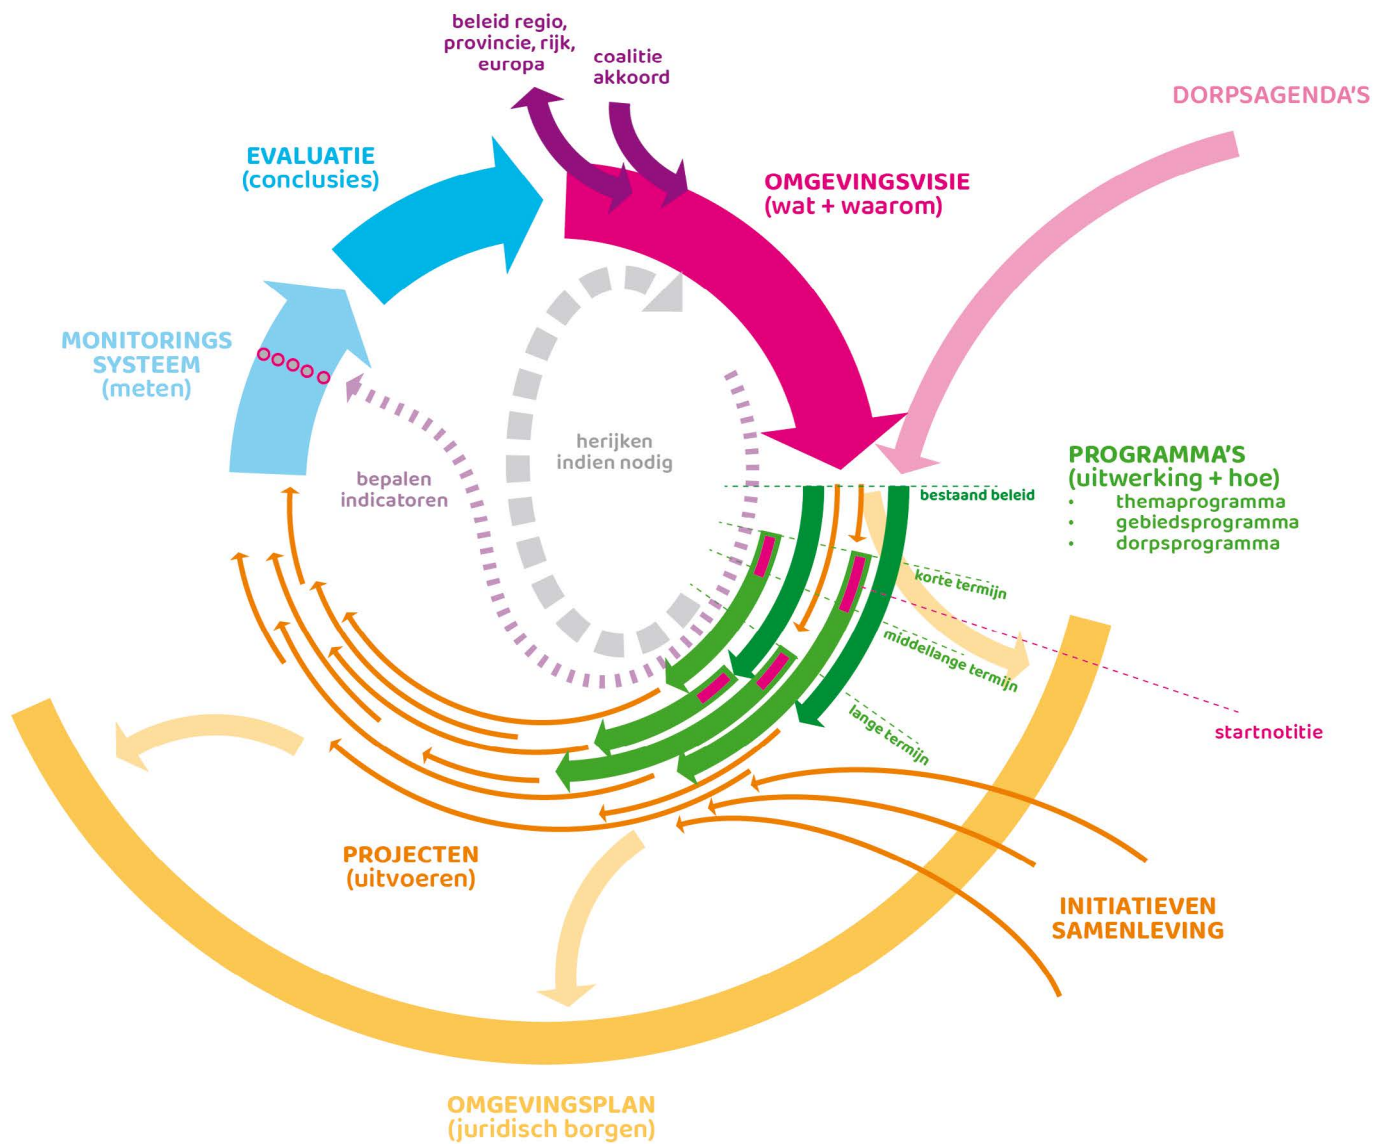 beleid regio,
provincie, rijk,
europa
coalitie
akkoord
DORPSAGENDA'S
EVALUATIE
(conclusies)
OMGEVINGSVISIE
(wat + waarom)
MONITORINGS
SYSTEEM
(meten)
herijken
indien nodig
bepalen
indicatoren
PROGRAMMA'S
(uitwerking + hoe)
• themaprogramma
• gebiedsprogramma
• dorpsprogramma
bestaand beleid
korte termijn
middellange termijn
lange termijn
startnotitie
PROJECTEN
(uitvoeren)
INITIATIEVEN
SAMENLEVING
OMGEVINGSPLAN
(juridisch borgen)